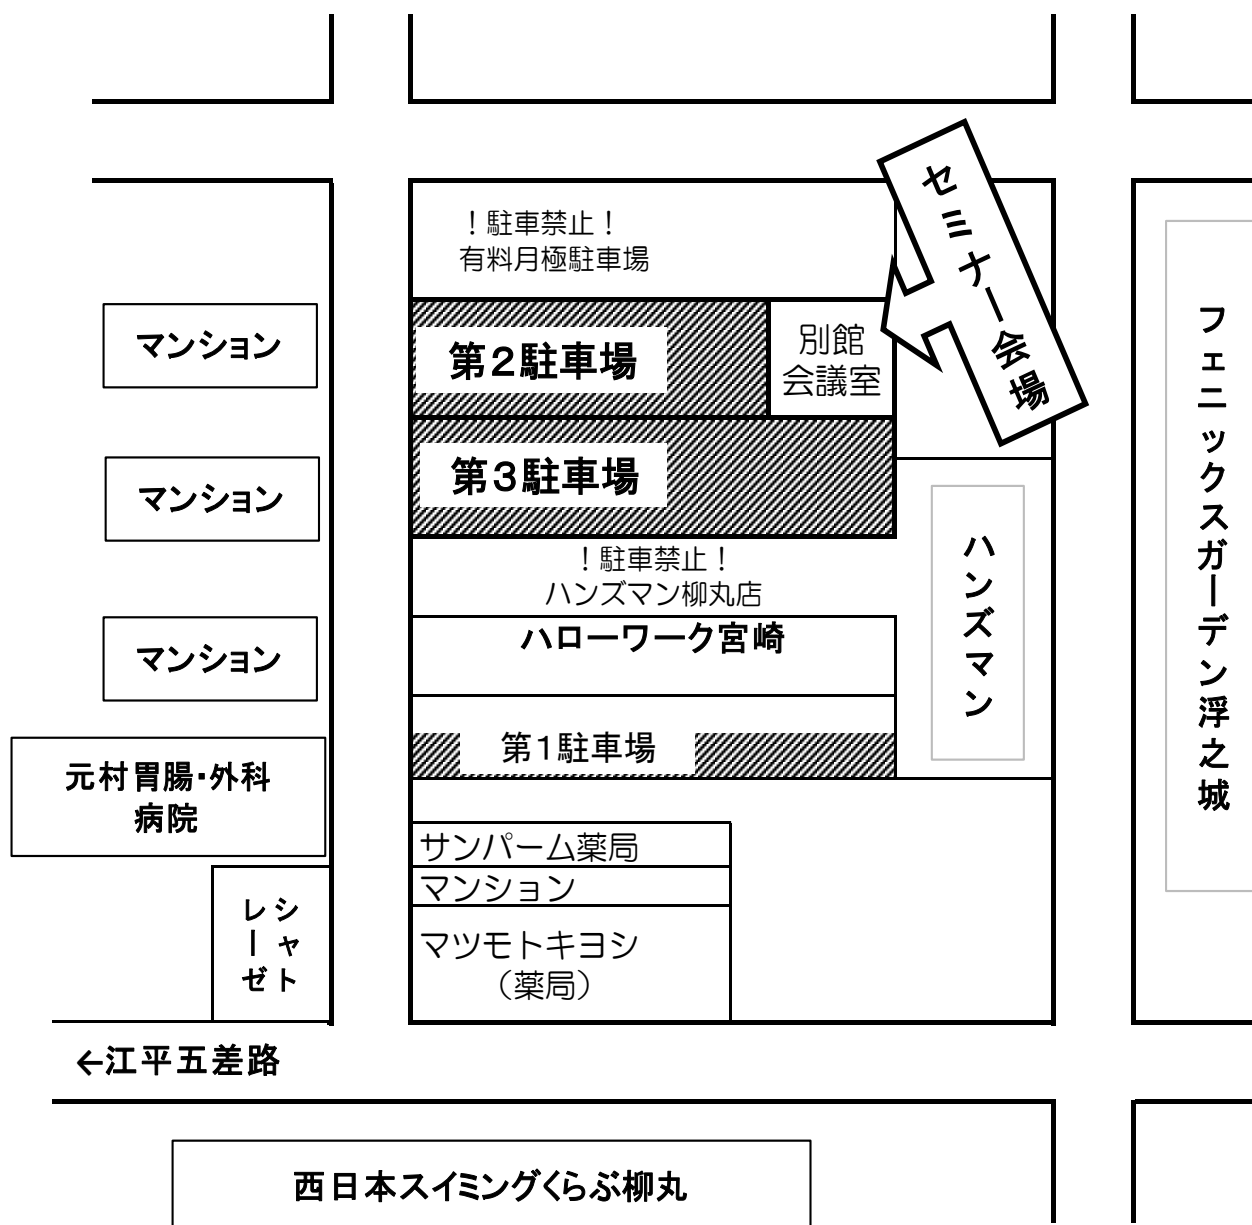 セミナー会場
！駐車禁止！
有料月極駐車場
マンション
第２駐車場
別館
会議室
フェニックスガーデン浮之城
マンション
第３駐車場
！駐車禁止！
ハンズマン柳丸店
ハンズマン
マンション
ハローワーク宮崎
第１駐車場
元村胃腸・外科
病院
サンパーム薬局
マンション
シャト
レーゼ
マツモトキヨシ
（薬局）
←江平五差路
西日本スイミングくらぶ柳丸